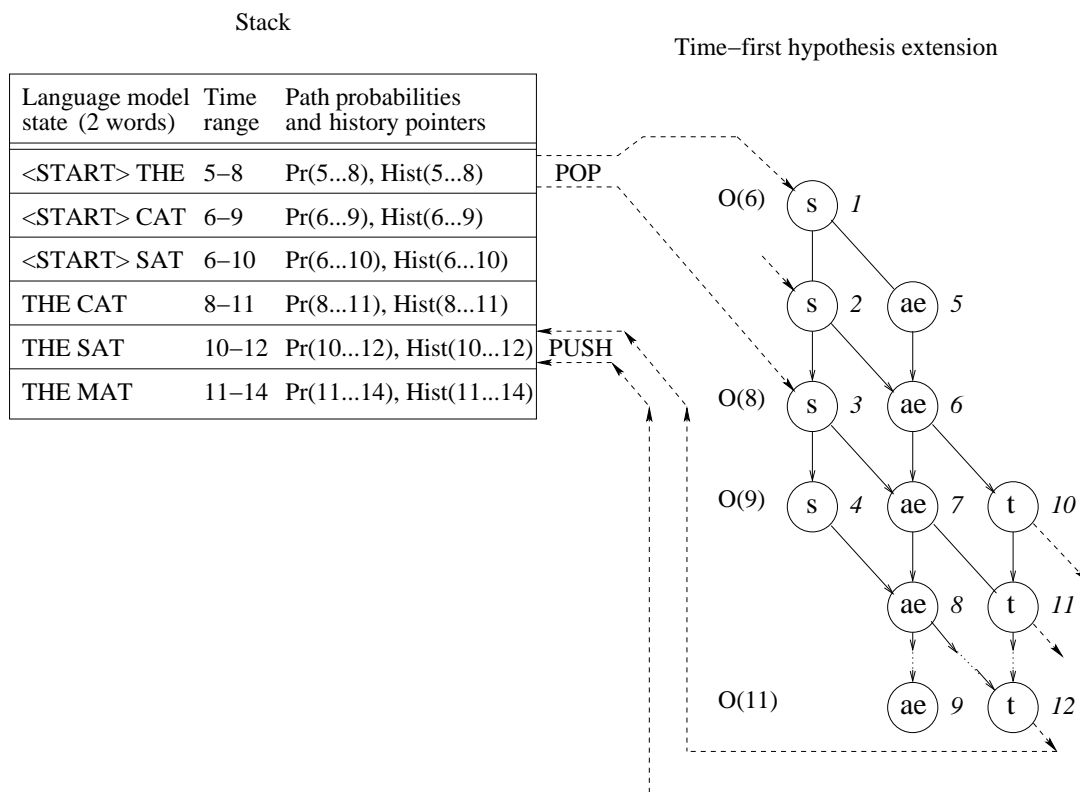 Stack
Time–first hypothesis extension
Language model Time Path probabilities
state (2 words) range and history pointers
<START> THE 5–8 Pr(5...8), Hist(5...8)
<START> CAT 6–9 Pr(6...9), Hist(6...9)
<START> SAT 6–10 Pr(6...10), Hist(6...10)
THE CAT 8–11 Pr(8...11), Hist(8...11)
THE SAT 10–12 Pr(10...12), Hist(10...12)
THE MAT 11–14 Pr(11...14), Hist(11...14)
POP
PUSH
O(6) s 1
s 2 ae 5
O(8) s 3 ae 6
O(9) s 4 ae 7 t 10
ae 8 t 11
O(11) ae 9 t 12